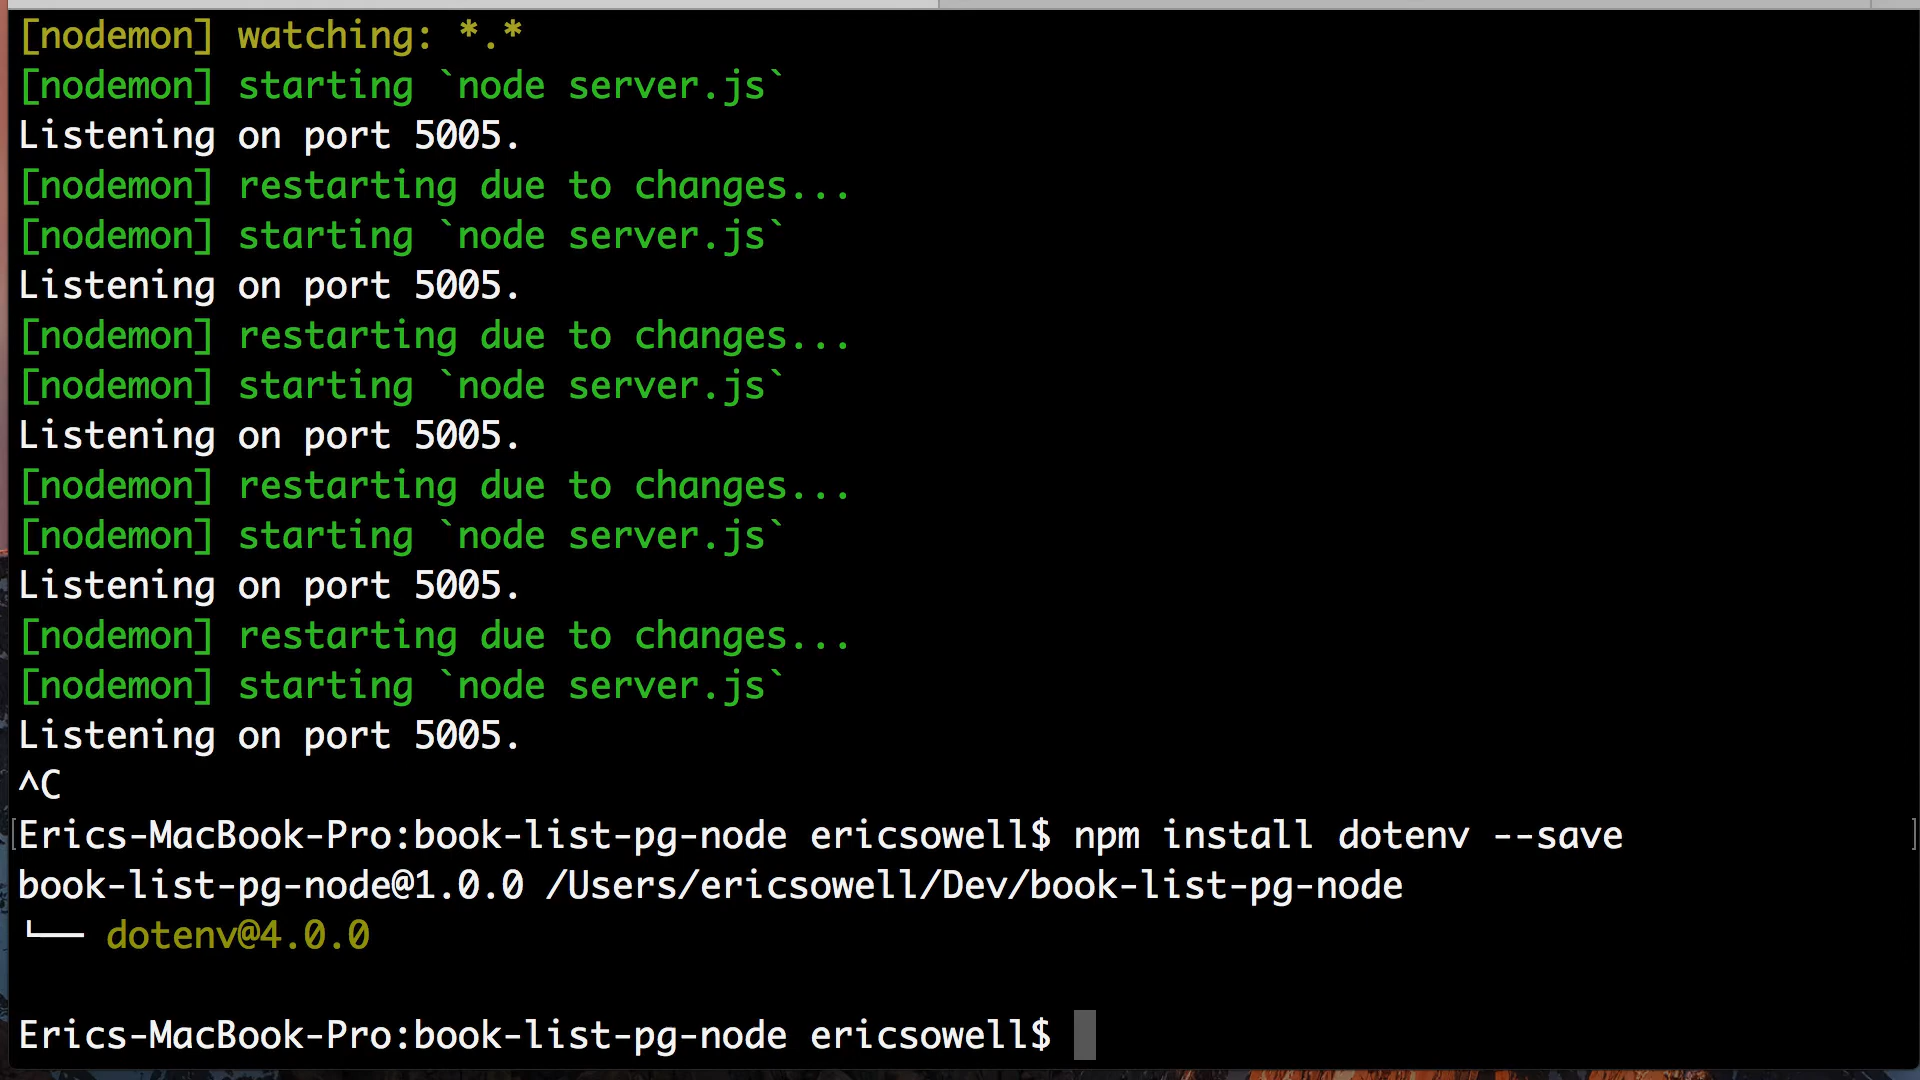 [nodemon] watching: *.*
[nodemon] starting `node server.js`
Listening on port 5005.
[nodemon] restarting due to changes...
[nodemon] starting `node server.js`
Listening on port 5005.
[nodemon] restarting due to changes...
[nodemon] starting `node server.js`
Listening on port 5005.
[nodemon] restarting due to changes...
[nodemon] starting `node server.js`
Listening on port 5005.
[nodemon] restarting due to changes...
[nodemon] starting `node server.js`
Listening on port 5005.
^C
[Erics-MacBook-Pro:book-list-pg-node ericsowell$ npm install dotenv --save ]
book-list-pg-node@1.0.0 /Users/ericsowell/Dev/book-list-pg-node
└── dotenv@4.0.0
Erics-MacBook-Pro:book-list-pg-node ericsowell$